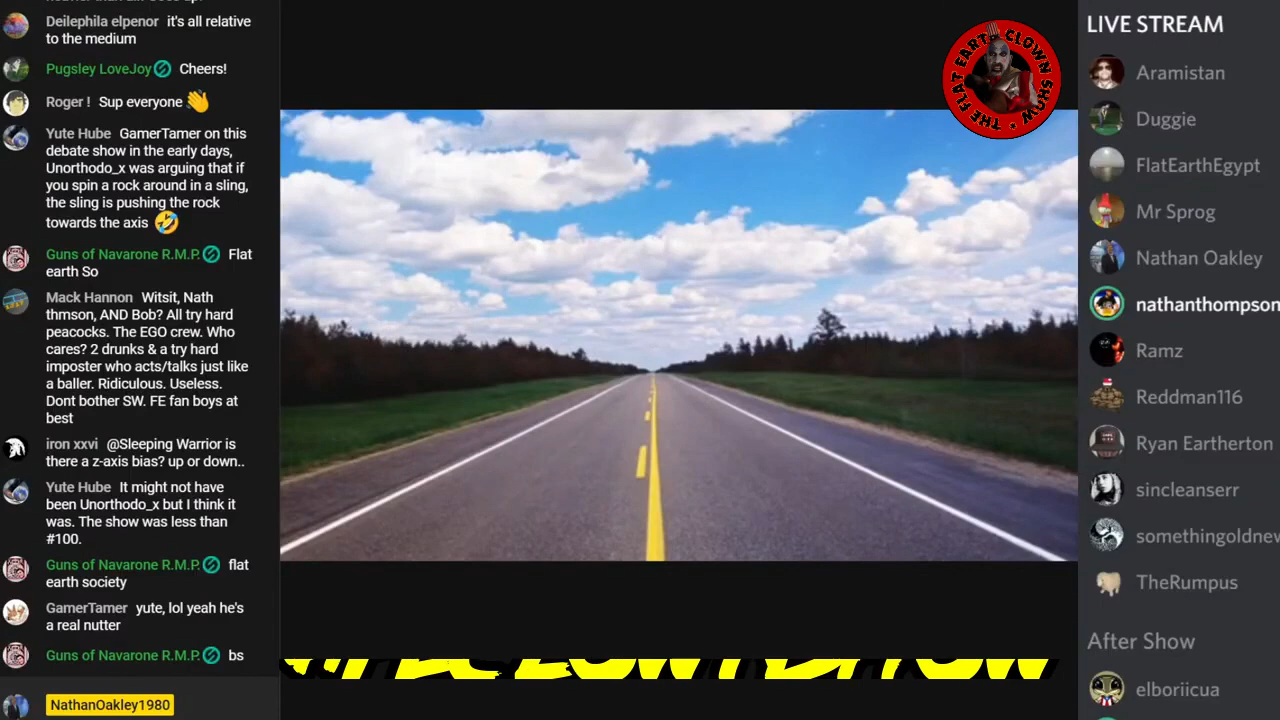 Deilephila elpenor it's all relative
to the medium
Pugsley LoveJoy Cheers!
Roger ! Sup everyone
Yute Hube GamerTamer on this
debate show in the early days,
Unorthodo_x was arguing that if
you spin a rock around in a sling,
the sling is pushing the rock
towards the axis
Guns of Navarone R.M.P. Flat
earth So
Mack Hannon Witsit, Nath
thmson, AND Bob? All try hard
peacocks. The EGO crew. Who
cares? 2 drunks & a try hard
imposter who acts/talks just like
a baller. Ridiculous. Useless.
Dont bother SW. FE fan boys at
best
iron xxvi @Sleeping Warrior is
there a z-axis bias? up or down..
Yute Hube It might not have
been Unorthodo_x but I think it
was. The show was less than
#100.
Guns of Navarone R.M.P. flat
earth society
GamerTamer yute, lol yeah he's
a real nutter
Guns of Navarone R.M.P. bs
NathanOakley1980
THE FLAT EARTH CLOWN SHOW
LIVE STREAM
Aramistan
Duggie
FlatEarthEgypt
Mr Sprog
Nathan Oakley
nathanthompson
Ramz
Reddman116
Ryan Eartherton
sincleanserr
somethingoldnew
TheRumpus
After Show
elboriicua